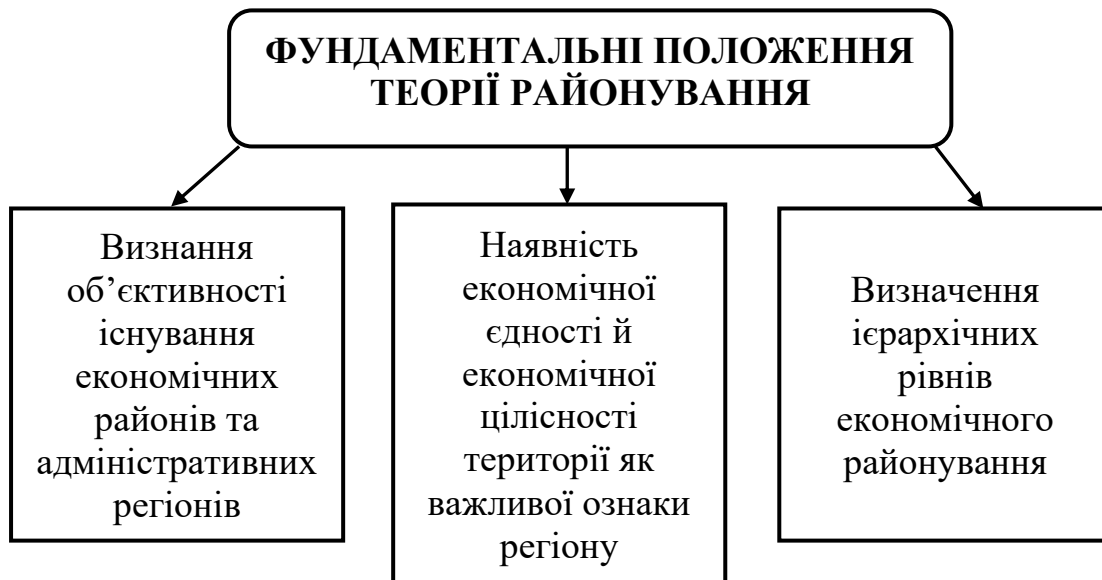 ФУНДАМЕНТАЛЬНІ ПОЛОЖЕННЯ
ТЕОРІЇ РАЙОНУВАННЯ
Визнання
об’єктивності
існування
економічних
районів та
адміністративних
регіонів
Наявність
економічної
єдності й
економічної
цілісності
території як
важливої ознаки
регіону
Визначення
ієрархічних
рівнів
економічного
районування